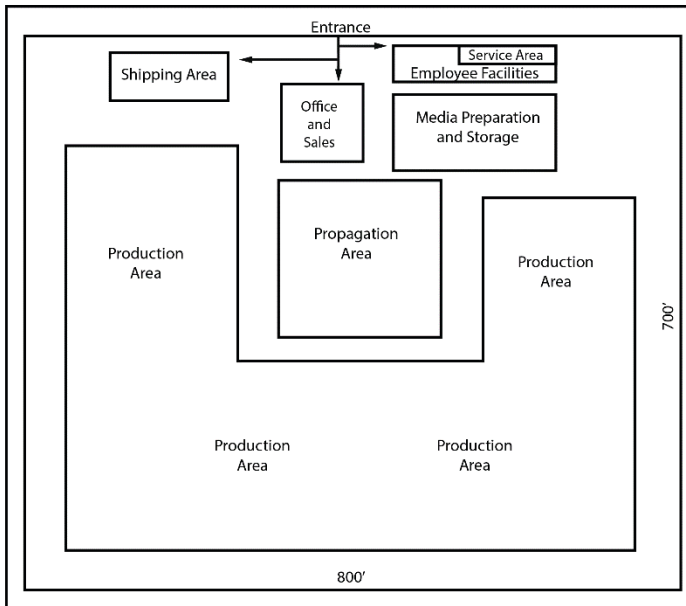 Entrance
Shipping Area
Service Area
Employee Facilities
Office
and
Sales
Media Preparation
and Storage
Production
Area
Propagation
Area
Production
Area
700′
Production
Area
Production
Area
800′